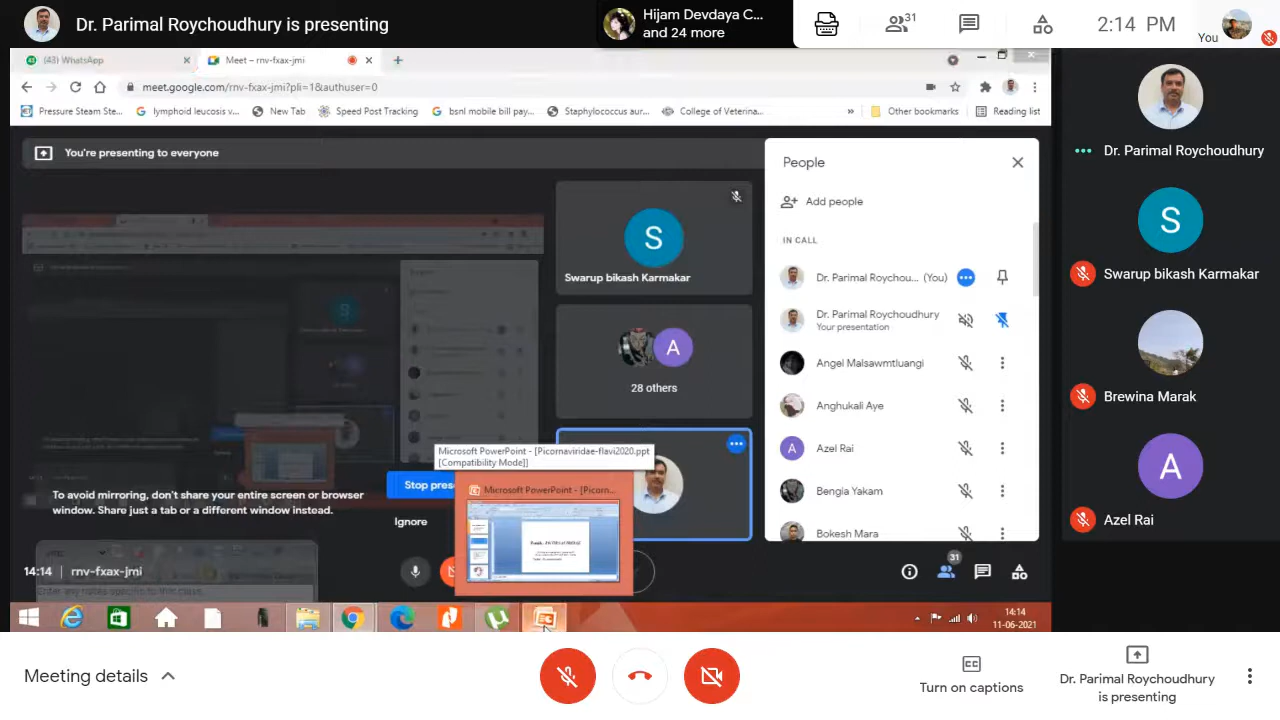 Dr. Parimal Roychoudhury is presenting
Hijam Devdaya C...
and 24 more
31
2:14 PM
You
(43) WhatsApp
Meet – rnv-fxax-jmi
meet.google.com/rnv-fxax-jmi?pli=1&authuser=0
Pressure Steam Ste...
lymphoid leucosis v...
New Tab
Speed Post Tracking
bsnl mobile bill pay...
Staphylococcus aur...
College of Veterina...
»
Other bookmarks
Reading list
You're presenting to everyone
S
Swarup bikash Karmakar
A
28 others
People
Add people
IN CALL
Dr. Parimal Roychou... (You)
Dr. Parimal Roychoudhury
Your presentation
Angel Malsawmtluangi
Anghukali Aye
A
Azel Rai
Bengia Yakam
Bokesh Mara
Microsoft PowerPoint - [Picornaviridae-flavi2020.ppt
[Compatibility Mode]]
Microsoft PowerPoint - [Picorn...
To avoid mirroring, don't share your entire screen or browser
window. Share just a tab or a different window instead.
Stop pres
Ignore
14:14 | rnv-fxax-jmi
31
14:14
11-06-2021
Dr. Parimal Roychoudhury
S
Swarup bikash Karmakar
Brewina Marak
A
Azel Rai
Meeting details
Turn on captions
Dr. Parimal Roychoudhury
is presenting